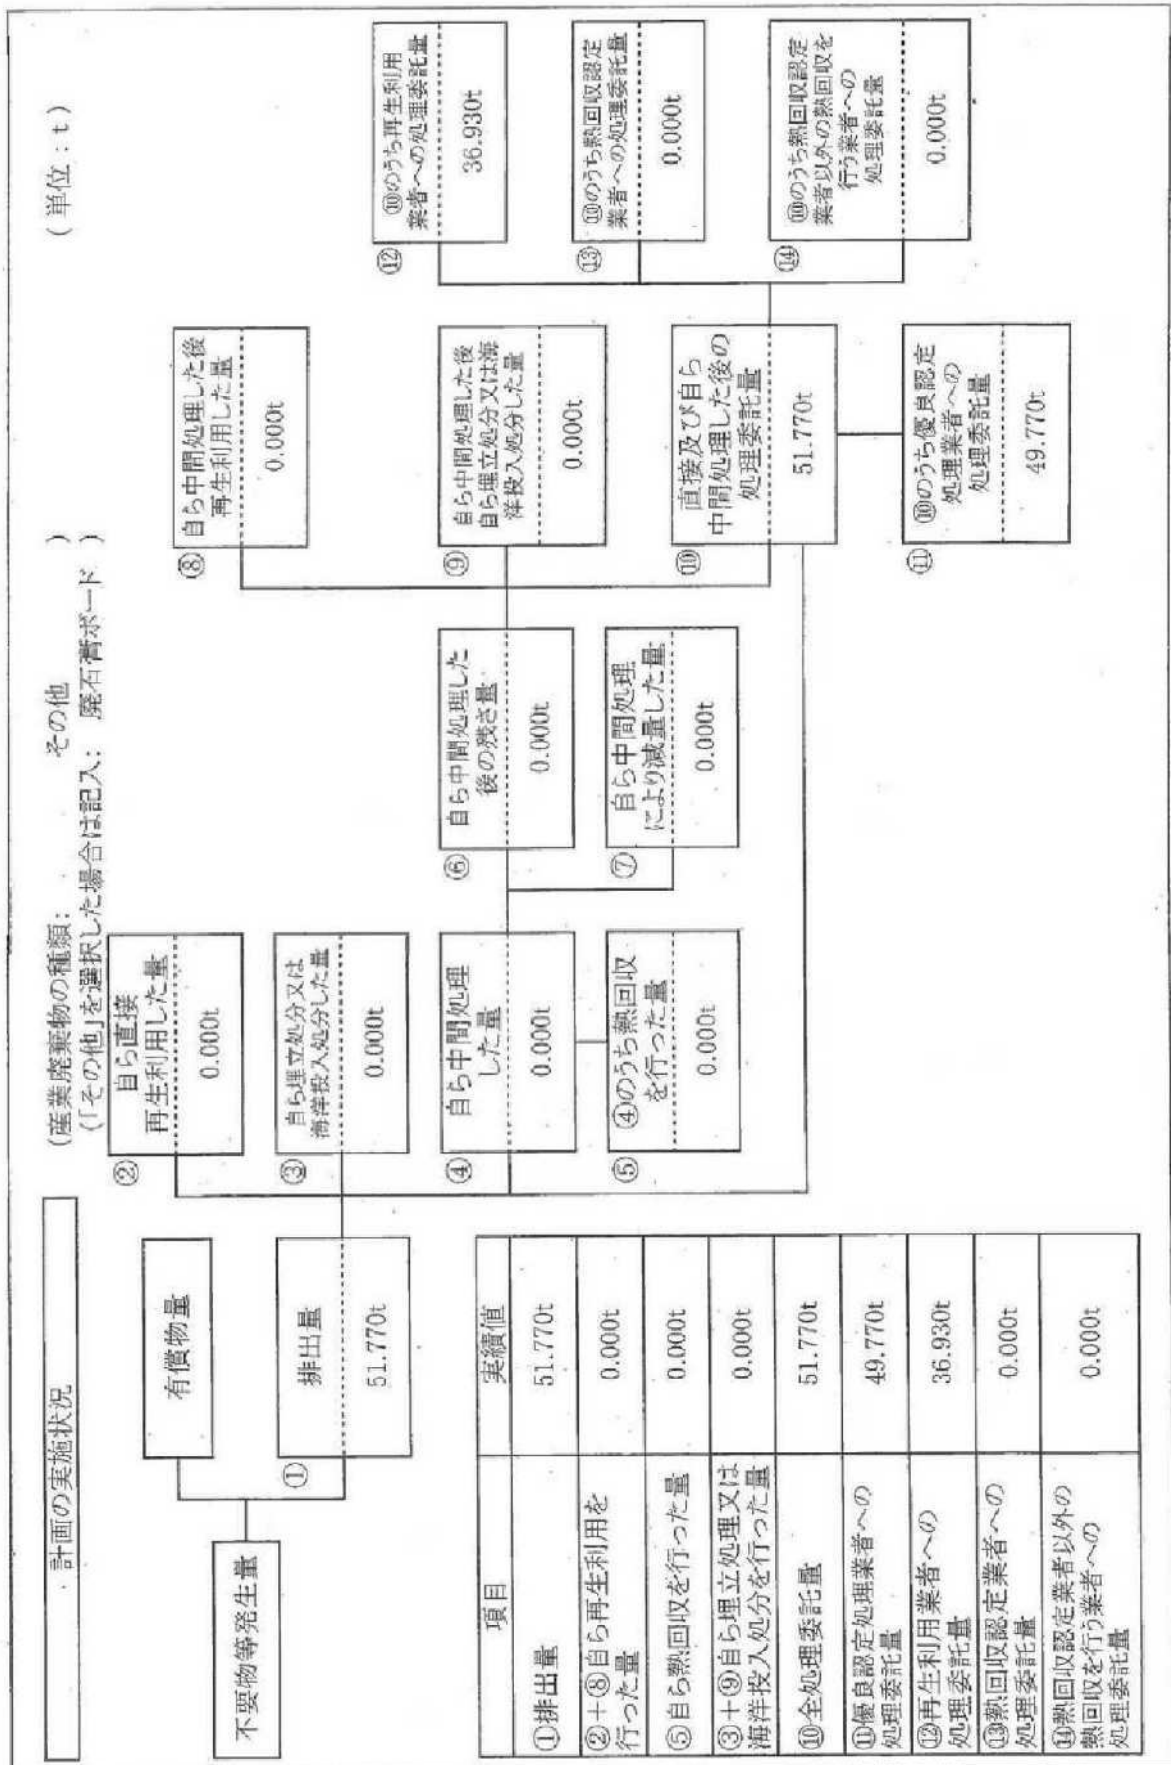 計画の実施状況
(産業廃棄物の種類: その他 )
(「その他」を選択した場合は記入: 廃石膏ボード )
(単位:t)
不要物等発生量
有償物量
①
排出量
51.770t
②
自ら直接
再生利用した量
0.000t
③
自ら埋立処分又は
海洋投入処分した量
0.000t
④
自ら中間処理
した量
0.000t
⑤
④のうち熱回収
を行った量
0.000t
⑥
自ら中間処理した
後の残さ量
0.000t
⑦
自ら中間処理
により減量した量
0.000t
⑧
自ら中間処理した後
再生利用した量
0.000t
⑨
自ら中間処理した後
自ら埋立処分又は海
洋投入処分した量
0.000t
⑩
直接及び自ら
中間処理した後の
処理委託量
51.770t
⑪
⑩のうち優良認定
処理業者への
処理委託量
49.770t
⑫
⑩のうち再生利用
業者への処理委託量
36.930t
⑬
⑩のうち熱回収認定
業者への処理委託量
0.000t
⑭
⑩のうち熱回収認定
業者以外の熱回収を
行う業者への
処理委託量
0.000t
項目 実績値
①排出量 51.770t
②+⑧自ら再生利用を
行った量 0.000t
⑤自ら熱回収を行った量 0.000t
③+⑨自ら埋立処理又は
海洋投入処分を行った量 0.000t
⑩全処理委託量 51.770t
⑪優良認定処理業者への
処理委託量 49.770t
⑫再生利用業者への
処理委託量 36.930t
⑬熱回収認定業者への
処理委託量 0.000t
⑭熱回収認定業者以外の
熱回収を行う業者への
処理委託量 0.000t